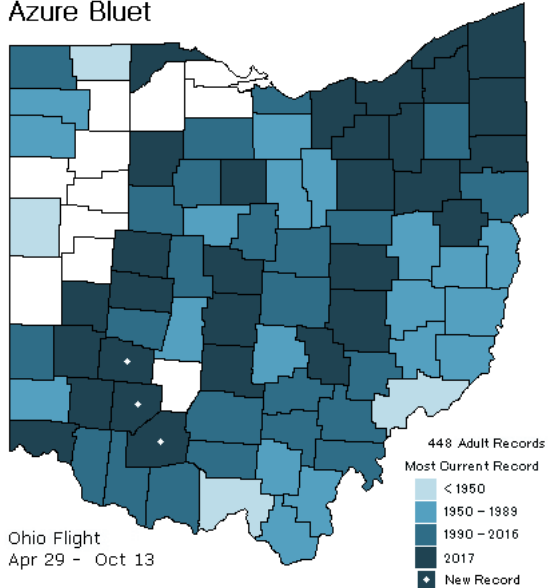 Azure Bluet
448 Adult Records
Most Current Record
< 1950
1950 - 1989
1990 - 2016
2017
New Record
Ohio Flight
Apr 29 - Oct 13